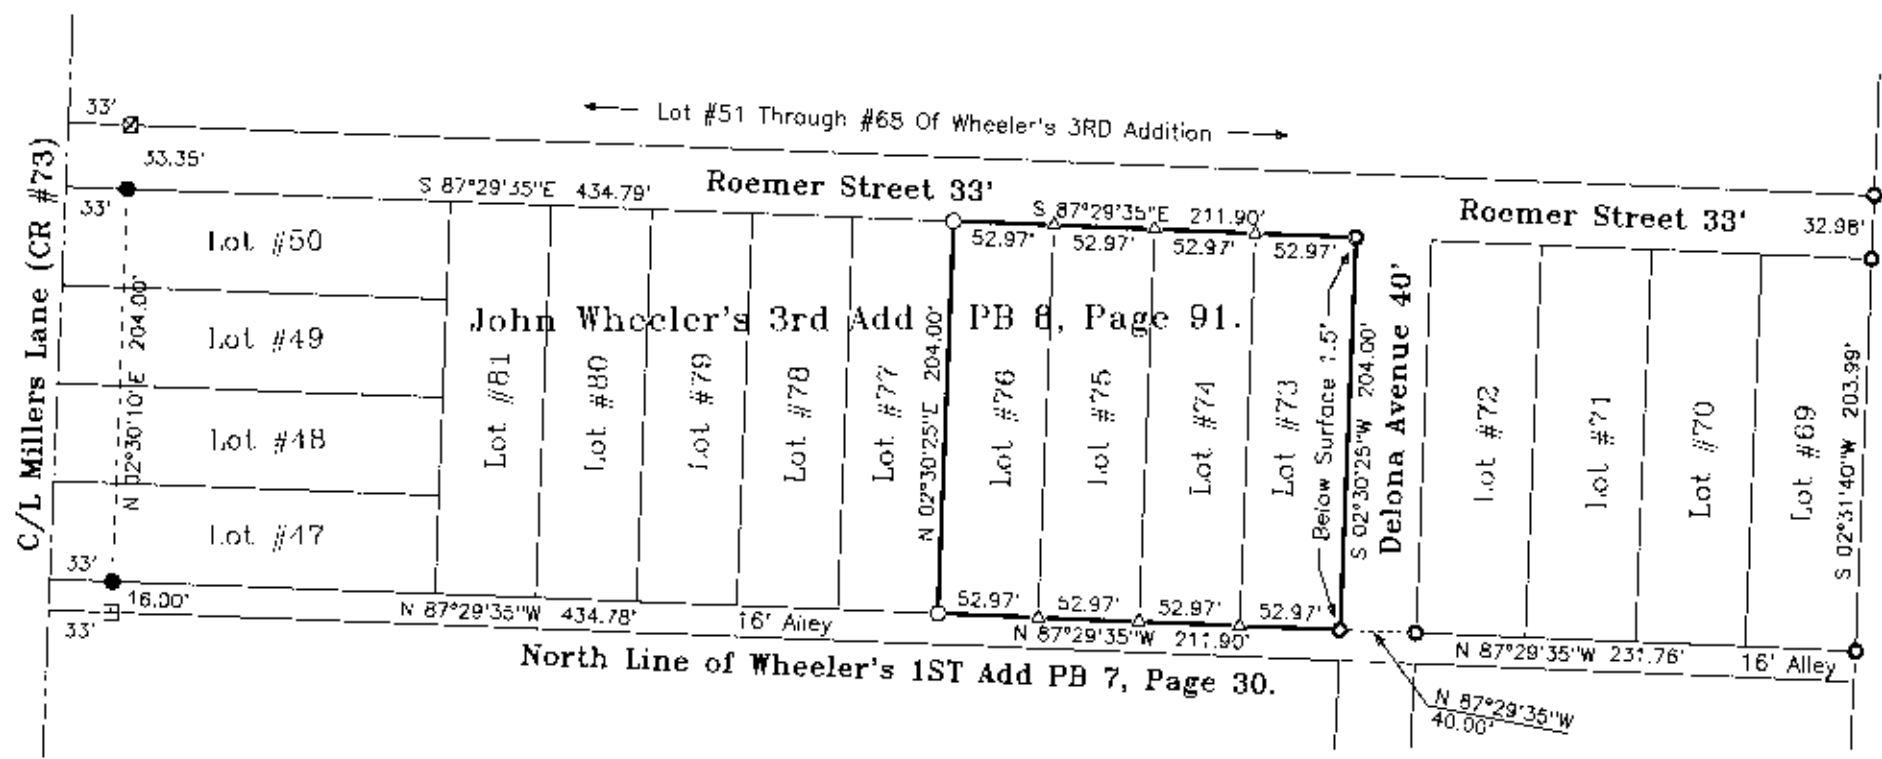 Lot #51 Through #68 Of Wheeler's 3RD Addition
33'
33.35'
33'
C/L Millers Lane (CR #73)
S 87°29'35"E 434.79'
Roemer Street 33'
S 87°29'35"E 211.90'
52.97' 52.97' 52.97' 52.97'
Roemer Street 33'
32.98'
Lot #50
Lot #49
Lot #48
Lot #47
N 02°30'10"E 204.00'
John Wheeler's 3rd Add PB 8, Page 91.
Lot #81
Lot #80
Lot #79
Lot #78
Lot #77
N 02°30'25"E 204.00'
Lot #76
Lot #75
Lot #74
Lot #73
Below Surface 1.5'
S 02°30'25"W 204.00'
Delona Avenue 40'
Lot #72
Lot #71
Lot #70
Lot #69
S 02°31'40"W 203.99'
33'
16.00'
33'
N 87°29'35"W 434.78'
16' Alley
52.97' 52.97' 52.97' 52.97'
N 87°29'35"W 211.90'
N 87°29'35"W 231.76'
16' Alley
North Line of Wheeler's 1ST Add PB 7, Page 30.
N 87°29'35"W
40.00'